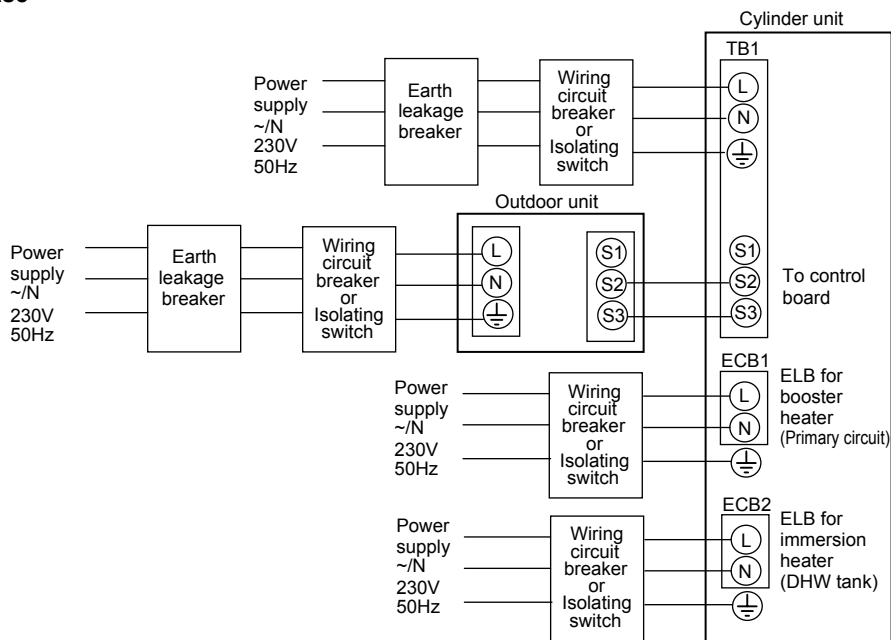 Cylinder unit
TB1
Power
supply
~/N
230V
50Hz
Earth
leakage
breaker
Wiring
circuit
breaker
or
Isolating
switch
L
N
Outdoor unit
Power
supply
~/N
230V
50Hz
Earth
leakage
breaker
Wiring
circuit
breaker
or
Isolating
switch
L
N
S1
S2
S3
S1
S2
S3
To control
board
ECB1
Power
supply
~/N
230V
50Hz
Wiring
circuit
breaker
or
Isolating
switch
L
N
ELB for
booster
heater
(Primary circuit)
ECB2
Power
supply
~/N
230V
50Hz
Wiring
circuit
breaker
or
Isolating
switch
L
N
ELB for
immersion
heater
(DHW tank)